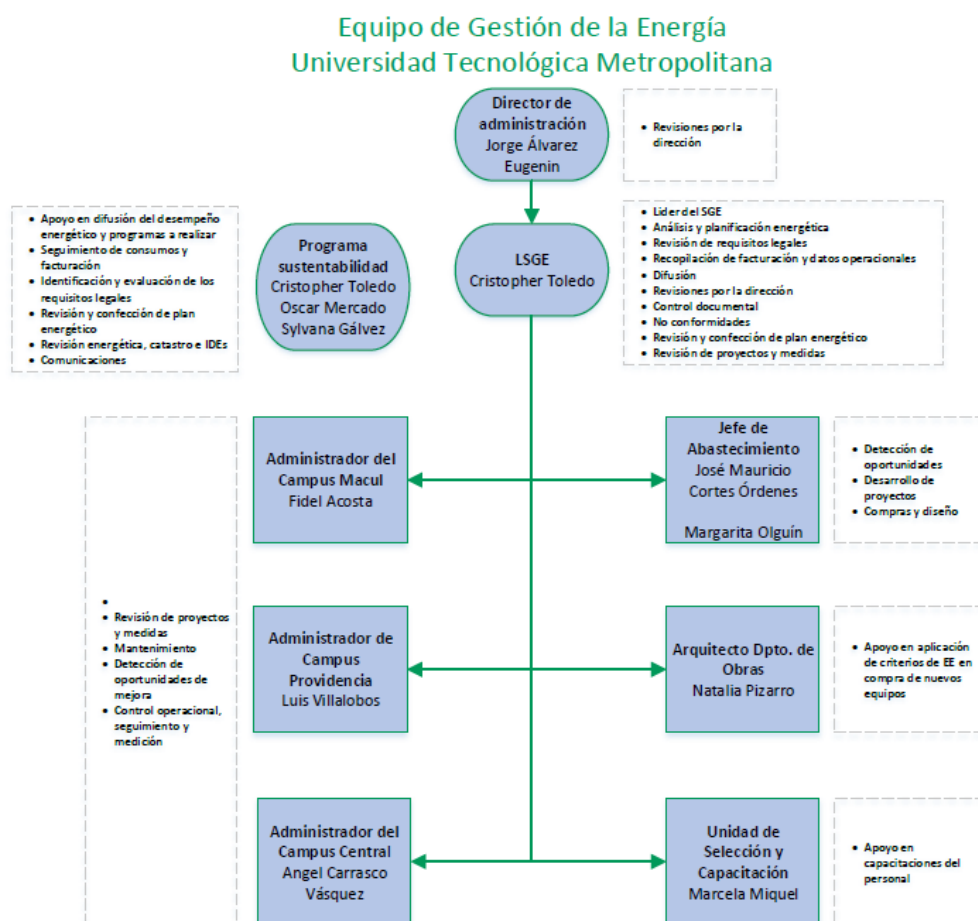 Equipo de Gestión de la Energía
Universidad Tecnológica Metropolitana
Director de
administración
Jorge Álvarez
Eugenin
• Revisiones por la
dirección
• Apoyo en difusión del desempeño
energético y programas a realizar
• Seguimiento de consumos y
facturación
• Identificación y evaluación de los
requisitos legales
• Revisión y confección de plan
energético
• Revisión energética, catastro e IDEs
• Comunicaciones
Programa
sustentabilidad
Cristopher Toledo
Oscar Mercado
Sylvana Gálvez
LSGE
Cristopher Toledo
• Lider del SGE
• Análisis y planificación energética
• Revisión de requisitos legales
• Recopilación de facturación y datos operacionales
• Difusión
• Revisiones por la dirección
• Control documental
• No conformidades
• Revisión y confección de plan energético
• Revisión de proyectos y medidas
Administrador del
Campus Macul
Fidel Acosta
Jefe de
Abastecimiento
José Mauricio
Cortes Órdenes
Margarita Olguín
• Detección de
oportunidades
• Desarrollo de
proyectos
• Compras y diseño
•
• Revisión de proyectos
y medidas
• Mantenimiento
• Detección de
oportunidades de
mejora
• Control operacional,
seguimiento y
medición
Administrador de
Campus
Providencia
Luis Villalobos
Arquitecto Dpto. de
Obras
Natalia Pizarro
• Apoyo en aplicación
de criterios de EE en
compra de nuevos
equipos
Administrador del
Campus Central
Angel Carrasco
Vásquez
Unidad de
Selección y
Capacitación
Marcela Miquel
• Apoyo en
capacitaciones del
personal